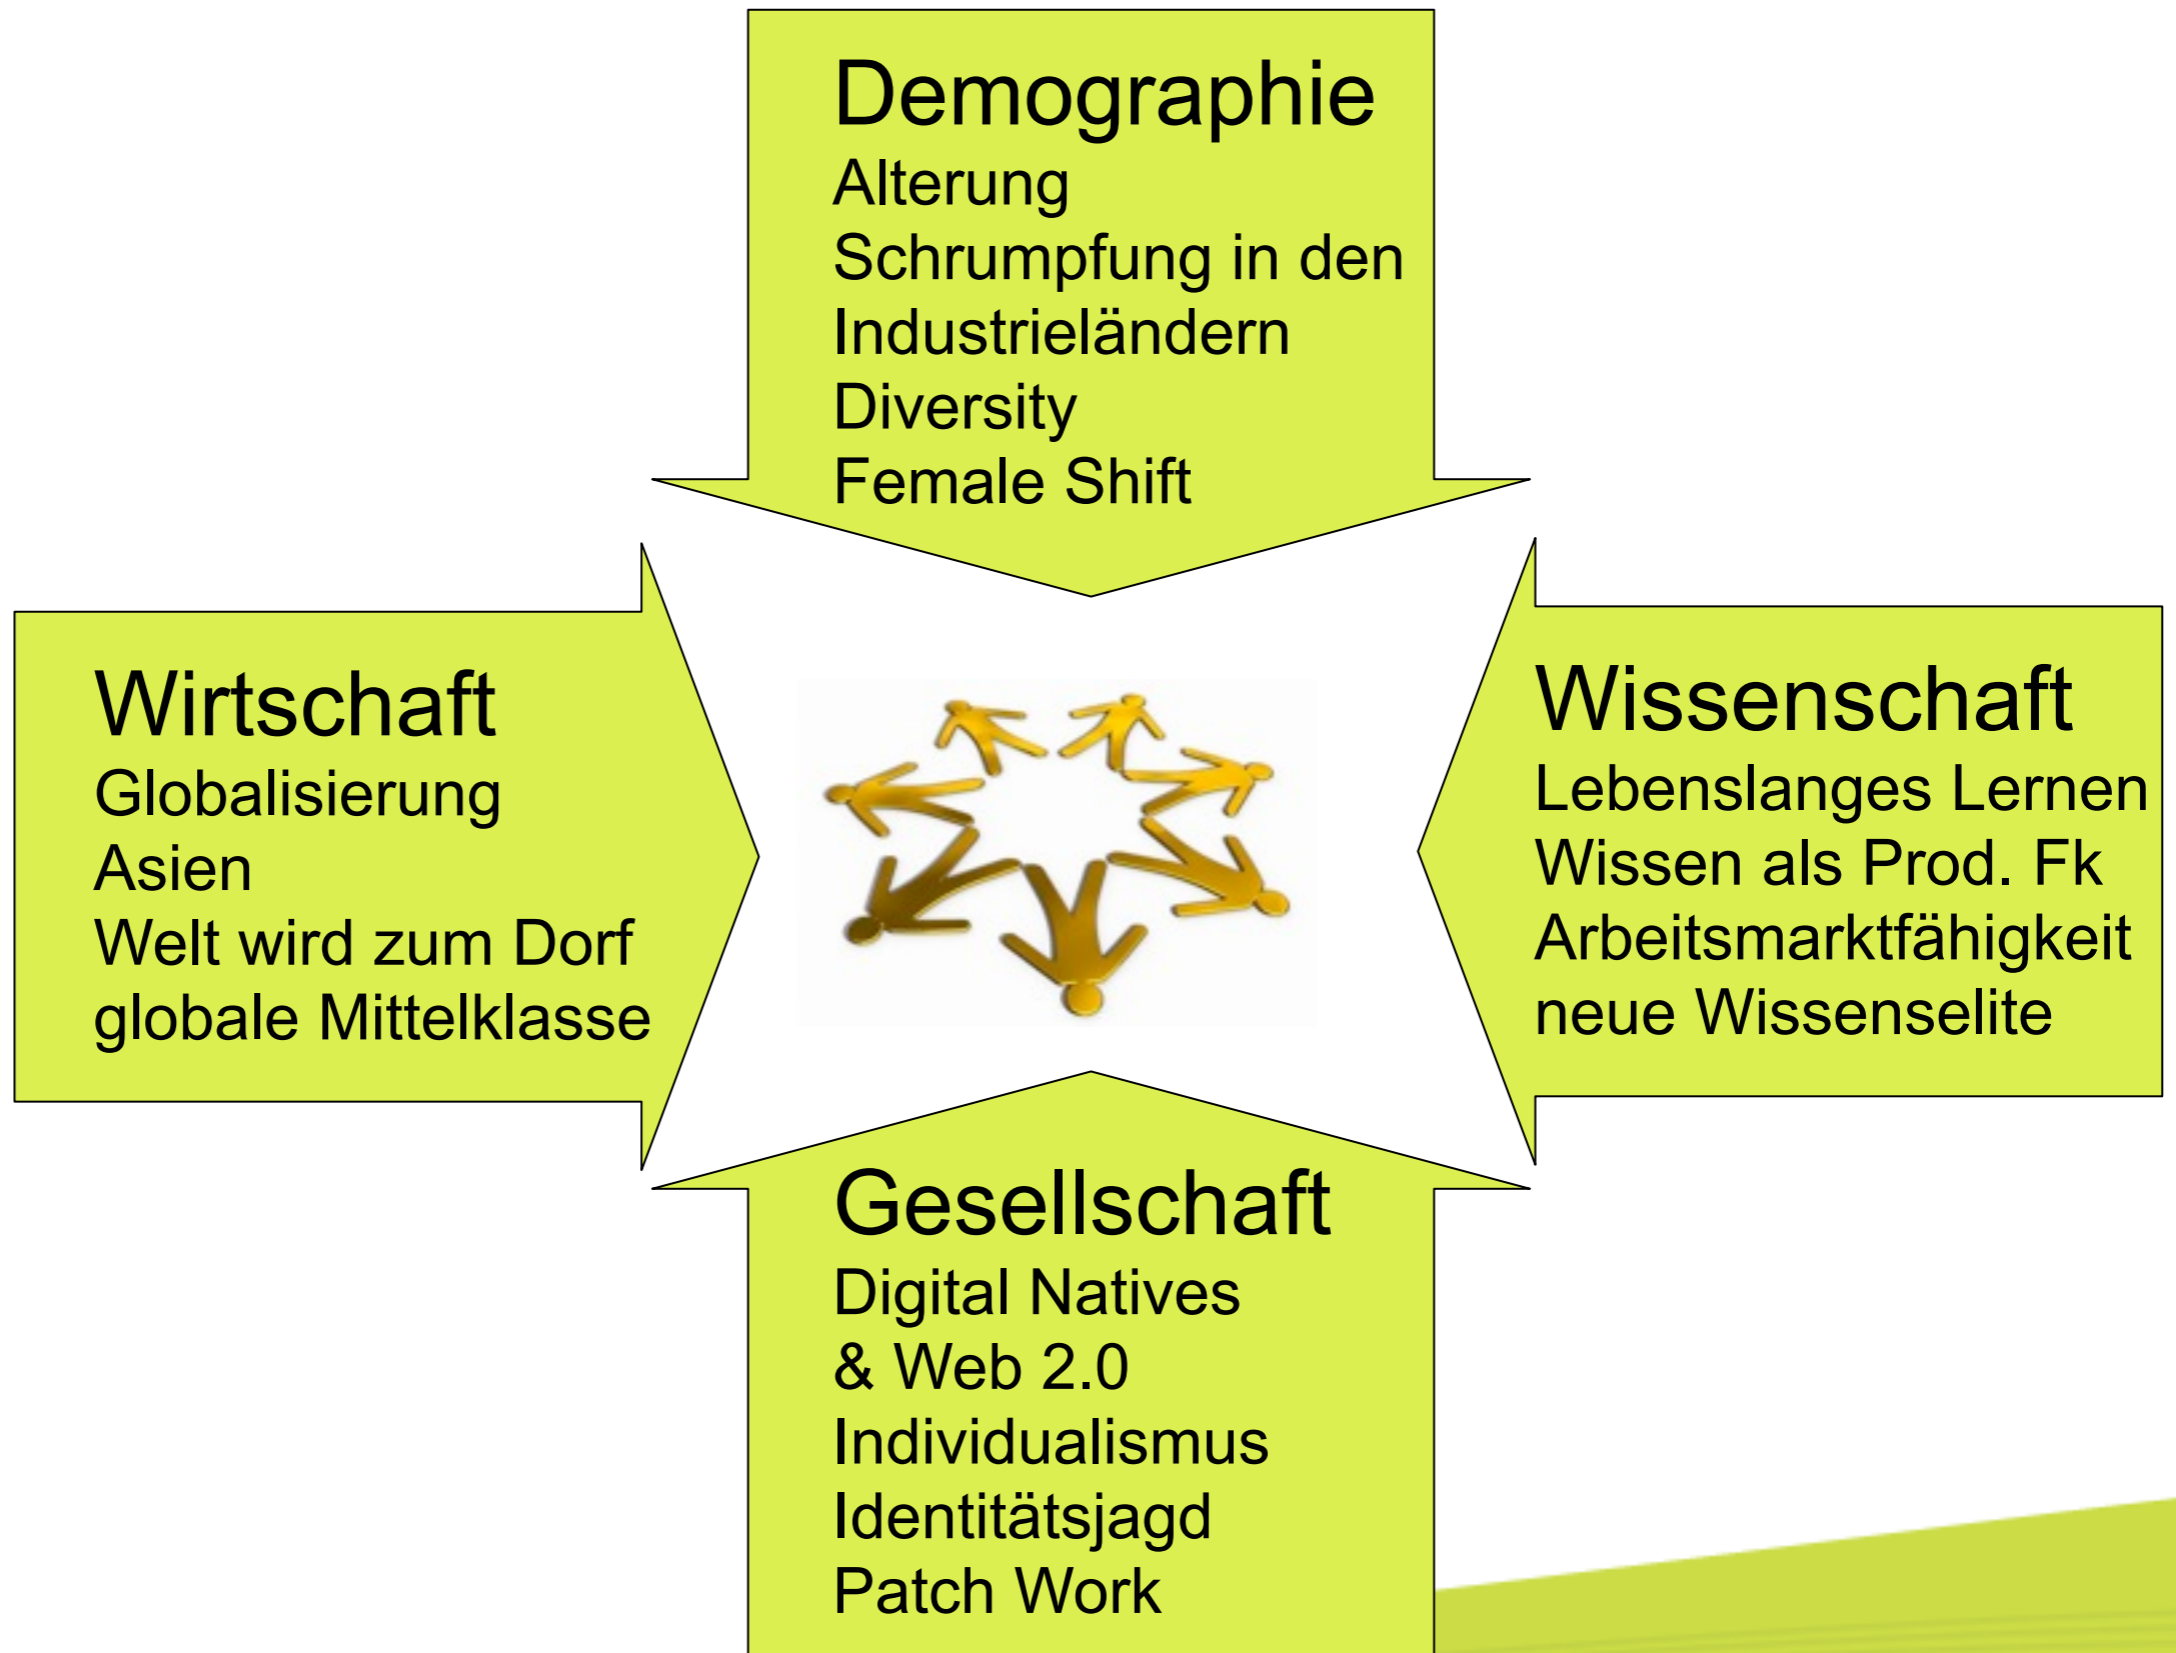 Demographie
Alterung
Schrumpfung in den
Industrieländern
Diversity
Female Shift
Wirtschaft
Globalisierung
Asien
Welt wird zum Dorf
globale Mittelklasse
Wissenschaft
Lebenslanges Lernen
Wissen als Prod. Fk
Arbeitsmarktfähigkeit
neue Wissenselite
Gesellschaft
Digital Natives
& Web 2.0
Individualismus
Identitätsjagd
Patch Work